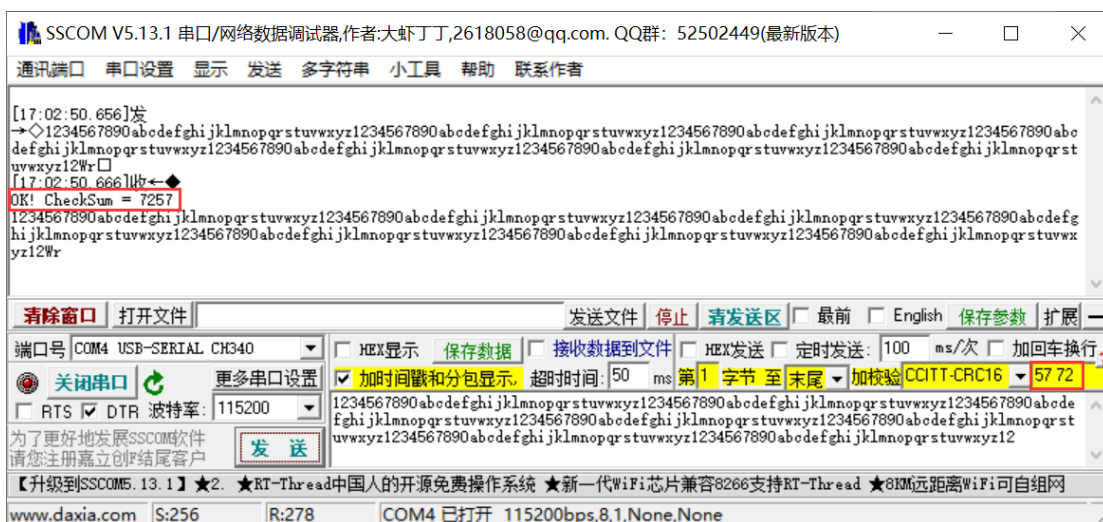 SSCOM V5.13.1 串口/网络数据调试器,作者:大虾丁丁,2618058@qq.com. QQ群: 52502449(最新版本)
通讯端口 串口设置 显示 发送 多字符串 小工具 帮助 联系作者
[17:02:50.656]发
→◇1234567890abcdefghijklmnopqrstuvwxyz1234567890abcdefghijklmnopqrstuvwxyz1234567890abcdefghijklmnopqrstuvwxyz1234567890abc
defghijklmnopqrstuvwxyz1234567890abcdefghijklmnopqrstuvwxyz1234567890abcdefghijklmnopqrstuvwxyz1234567890abcdefghijklmnopqrst
uvwxyz12Wr□
[17:02:50.666]收←◆
OK! CheckSum = 7257
1234567890abcdefghijklmnopqrstuvwxyz1234567890abcdefghijklmnopqrstuvwxyz1234567890abcdefghijklmnopqrstuvwxyz1234567890abcdefg
hijklmnopqrstuvwxyz1234567890abcdefghijklmnopqrstuvwxyz1234567890abcdefghijklmnopqrstuvwxyz1234567890abcdefghijklmnopqrstuvwx
yz12Wr
清除窗口 打开文件 发送文件 停止 清发送区 最前 English 保存参数 扩展 —
端口号 COM4 USB-SERIAL CH340 HEX显示 保存数据 接收数据到文件 HEX发送 定时发送: 100 ms/次 加回车换行
关闭串口 更多串口设置 加时间戳和分包显示, 超时时间: 50 ms 第1 字节 至 末尾 加校验 CCITT-CRC16 57 72
RTS DTR 波特率: 115200
1234567890abcdefghijklmnopqrstuvwxyz1234567890abcdefghijklmnopqrstuvwxyz1234567890abcdefghijklmnopqrstuvwxyz1234567890abcde
fghijklmnopqrstuvwxyz1234567890abcdefghijklmnopqrstuvwxyz1234567890abcdefghijklmnopqrstuvwxyz1234567890abcdefghijklmnopqrst
uvwxyz1234567890abcdefghijklmnopqrstuvwxyz1234567890abcdefghijklmnopqrstuvwxyz12
为了更好地发展SSCOM软件
请您注册嘉立创F结尾客户
发 送
【升级到SSCOM5.13.1】★2. ★RT-Thread中国人的开源免费操作系统 ★新一代WiFi芯片兼容8266支持RT-Thread ★8KM远距离WiFi可自组网
www.daxia.com S:256 R:278 COM4 已打开 115200bps,8,1,None,None